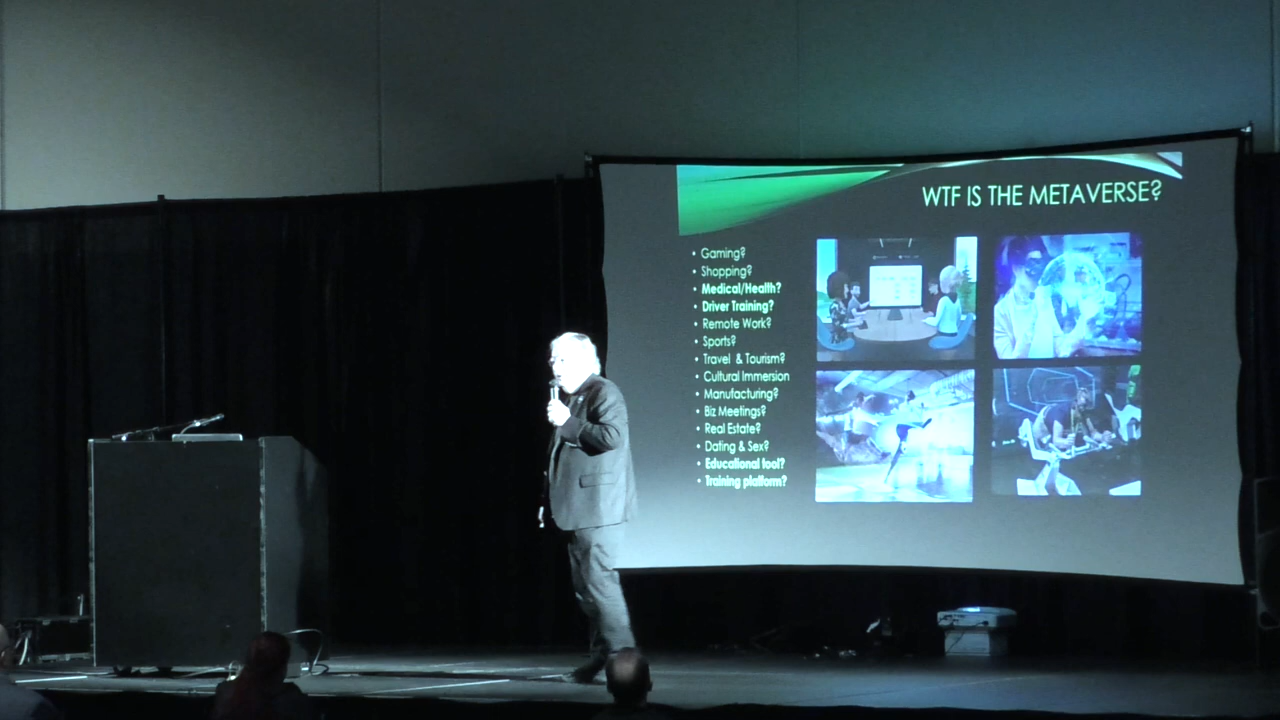 WTF IS THE METAVERSE?
• Gaming?
• Shopping?
• Medical/Health?
• Driver Training?
• Remote Work?
• Sports?
• Travel & Tourism?
• Cultural Immersion
• Manufacturing?
• Biz Meetings?
• Real Estate?
• Dating & Sex?
• Educational tool?
• Training platform?